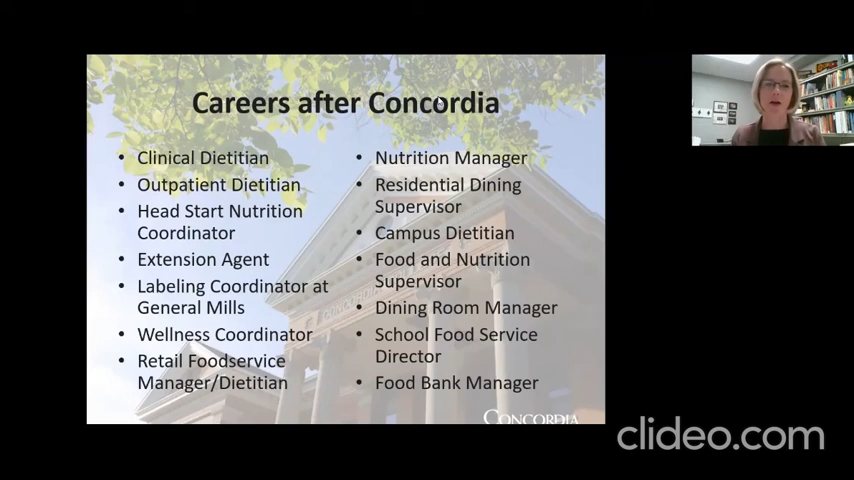 Careers after Concordia
• Clinical Dietitian
• Outpatient Dietitian
• Head Start Nutrition
Coordinator
• Extension Agent
• Labeling Coordinator at
General Mills
• Wellness Coordinator
• Retail Foodservice
Manager/Dietitian
• Nutrition Manager
• Residential Dining
Supervisor
• Campus Dietitian
• Food and Nutrition
Supervisor
• Dining Room Manager
• School Food Service
Director
• Food Bank Manager
CONCORDIA
clideo.com